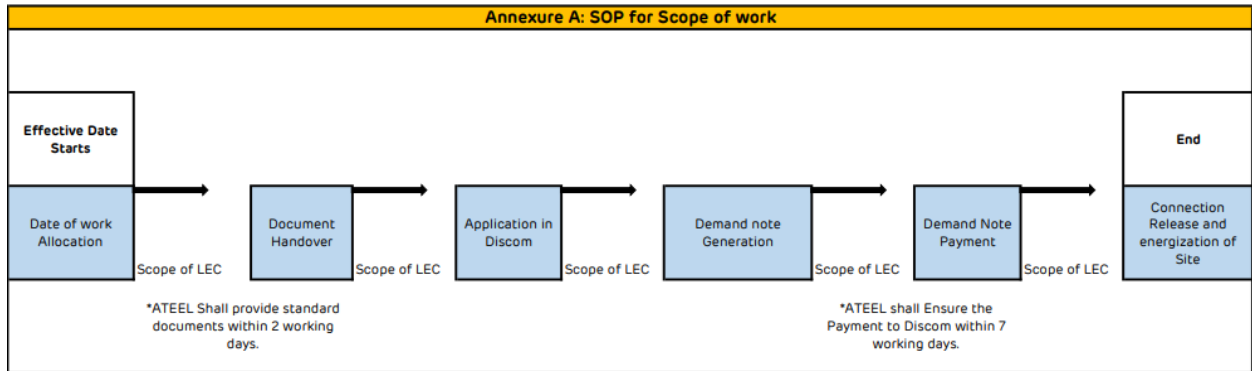 Annexure A: SOP for Scope of work
Effective Date
Starts
End
Date of work
Allocation
Document
Handover
Application in
Discom
Demand note
Generation
Demand Note
Payment
Connection
Release and
energization of
Site
Scope of LEC
Scope of LEC
Scope of LEC
Scope of LEC
Scope of LEC
*ATEEL Shall provide standard
documents within 2 working
days.
*ATEEL shall Ensure the
Payment to Discom within 7
working days.